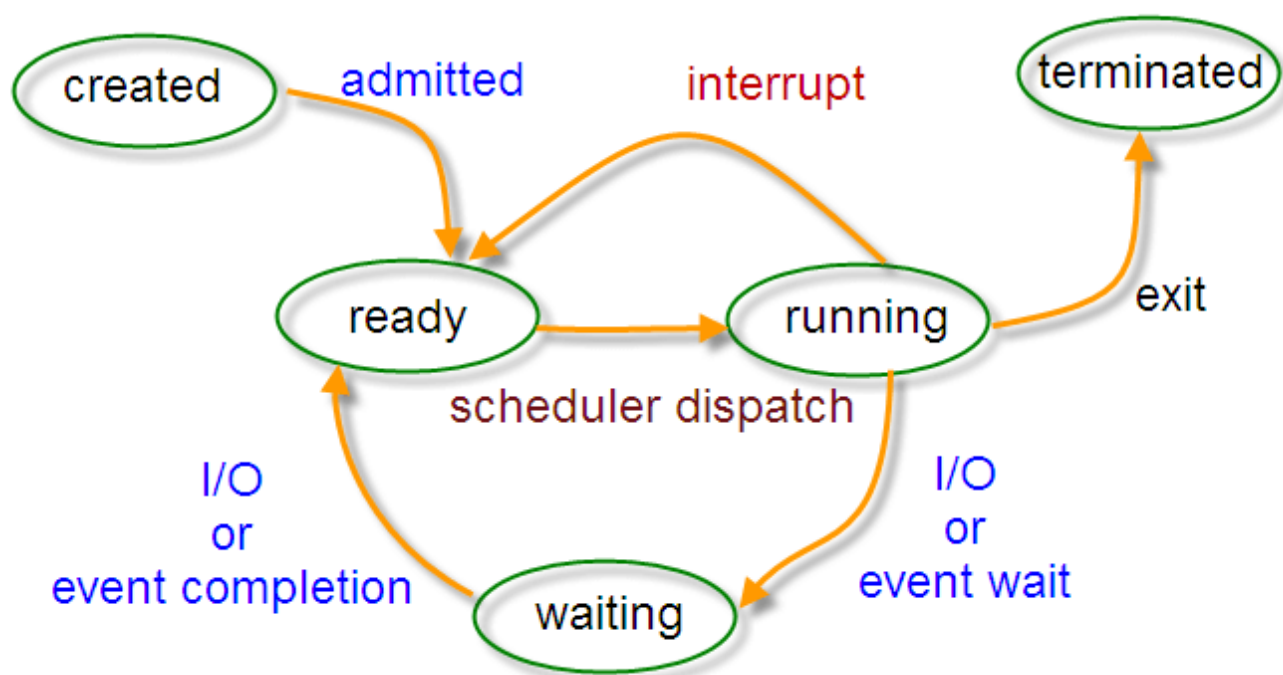 created
admitted
interrupt
terminated
ready
running
exit
scheduler dispatch
I/O
or
event completion
I/O
or
event wait
waiting